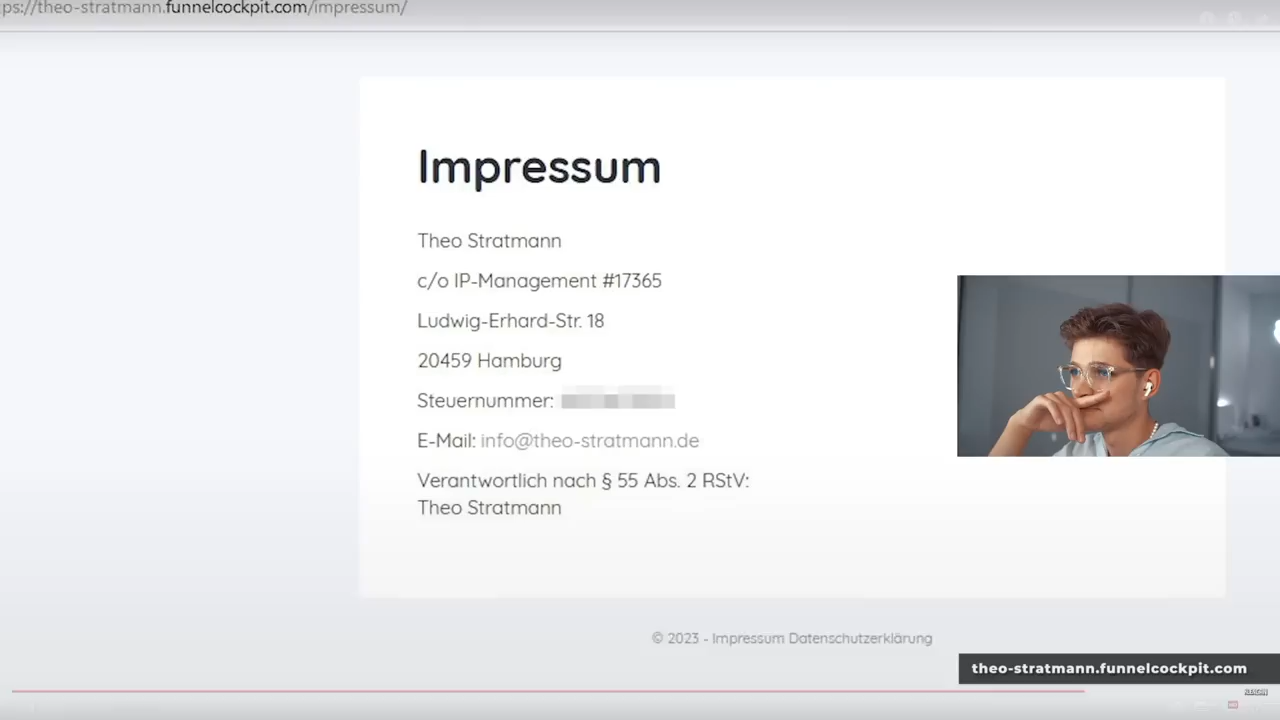 ps://theo-stratmann.funnelcockpit.com/impressum/
Impressum
Theo Stratmann
c/o IP-Management #17365
Ludwig-Erhard-Str. 18
20459 Hamburg
Steuernummer:
E-Mail: info@theo-stratmann.de
Verantwortlich nach § 55 Abs. 2 RStV:
Theo Stratmann
© 2023 - Impressum Datenschutzerklärung
theo-stratmann.funnelcockpit.com